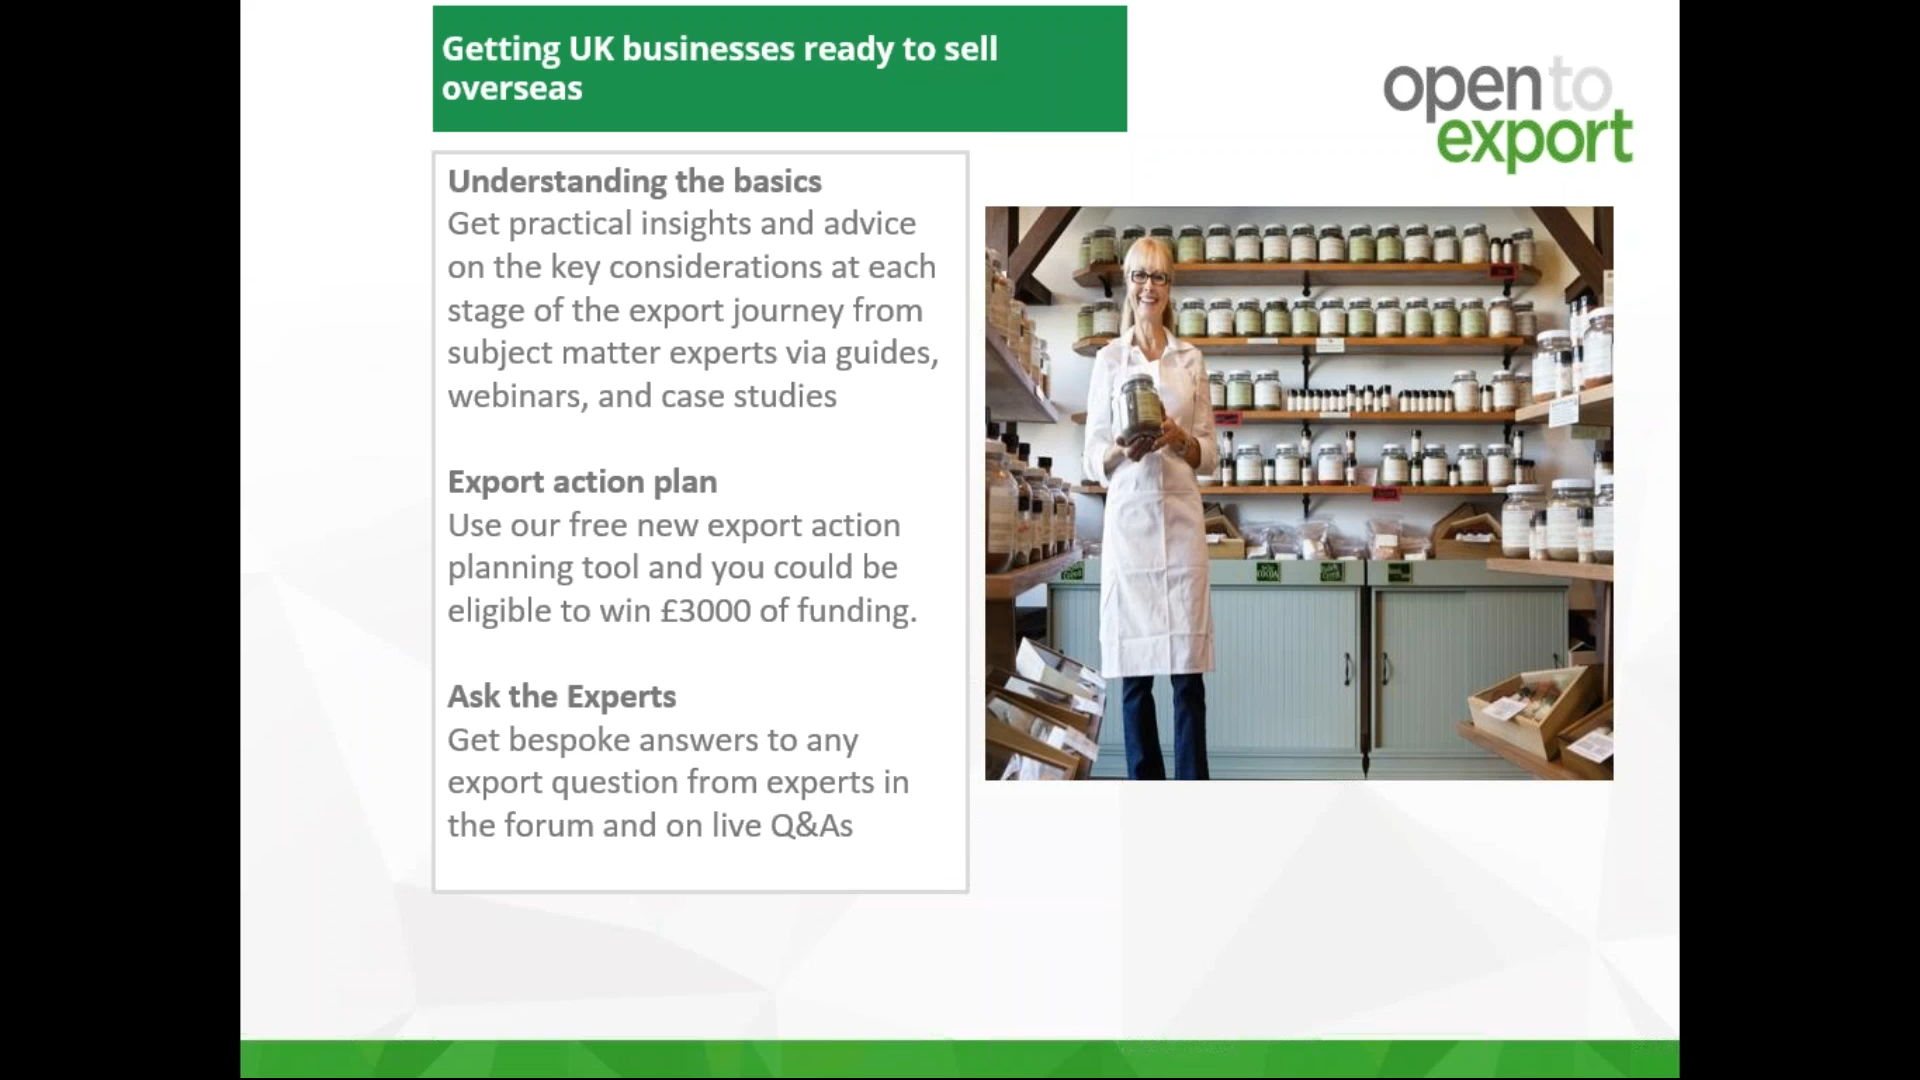 Getting UK businesses ready to sell
overseas
open to
export
Understanding the basics
Get practical insights and advice
on the key considerations at each
stage of the export journey from
subject matter experts via guides,
webinars, and case studies
Export action plan
Use our free new export action
planning tool and you could be
eligible to win £3000 of funding.
Ask the Experts
Get bespoke answers to any
export question from experts in
the forum and on live Q&As